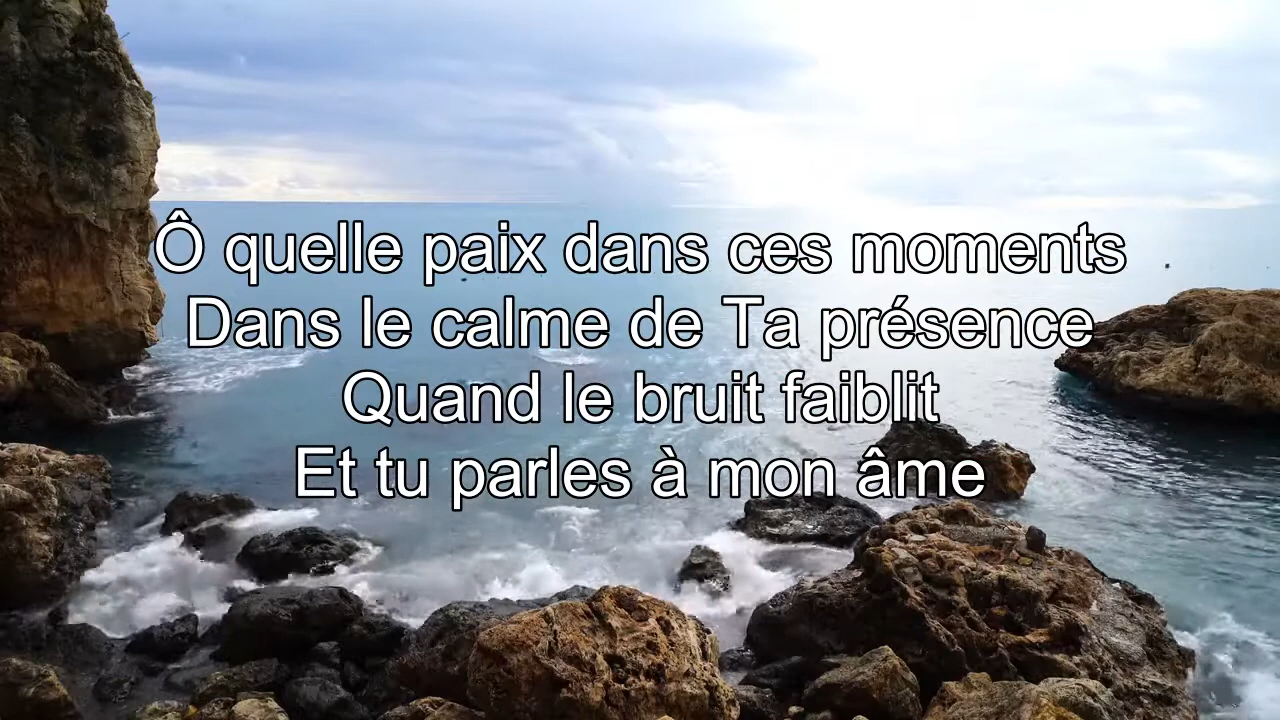 Ô quelle paix dans ces moments
Dans le calme de Ta présence
Quand le bruit faiblit
Et tu parles à mon âme